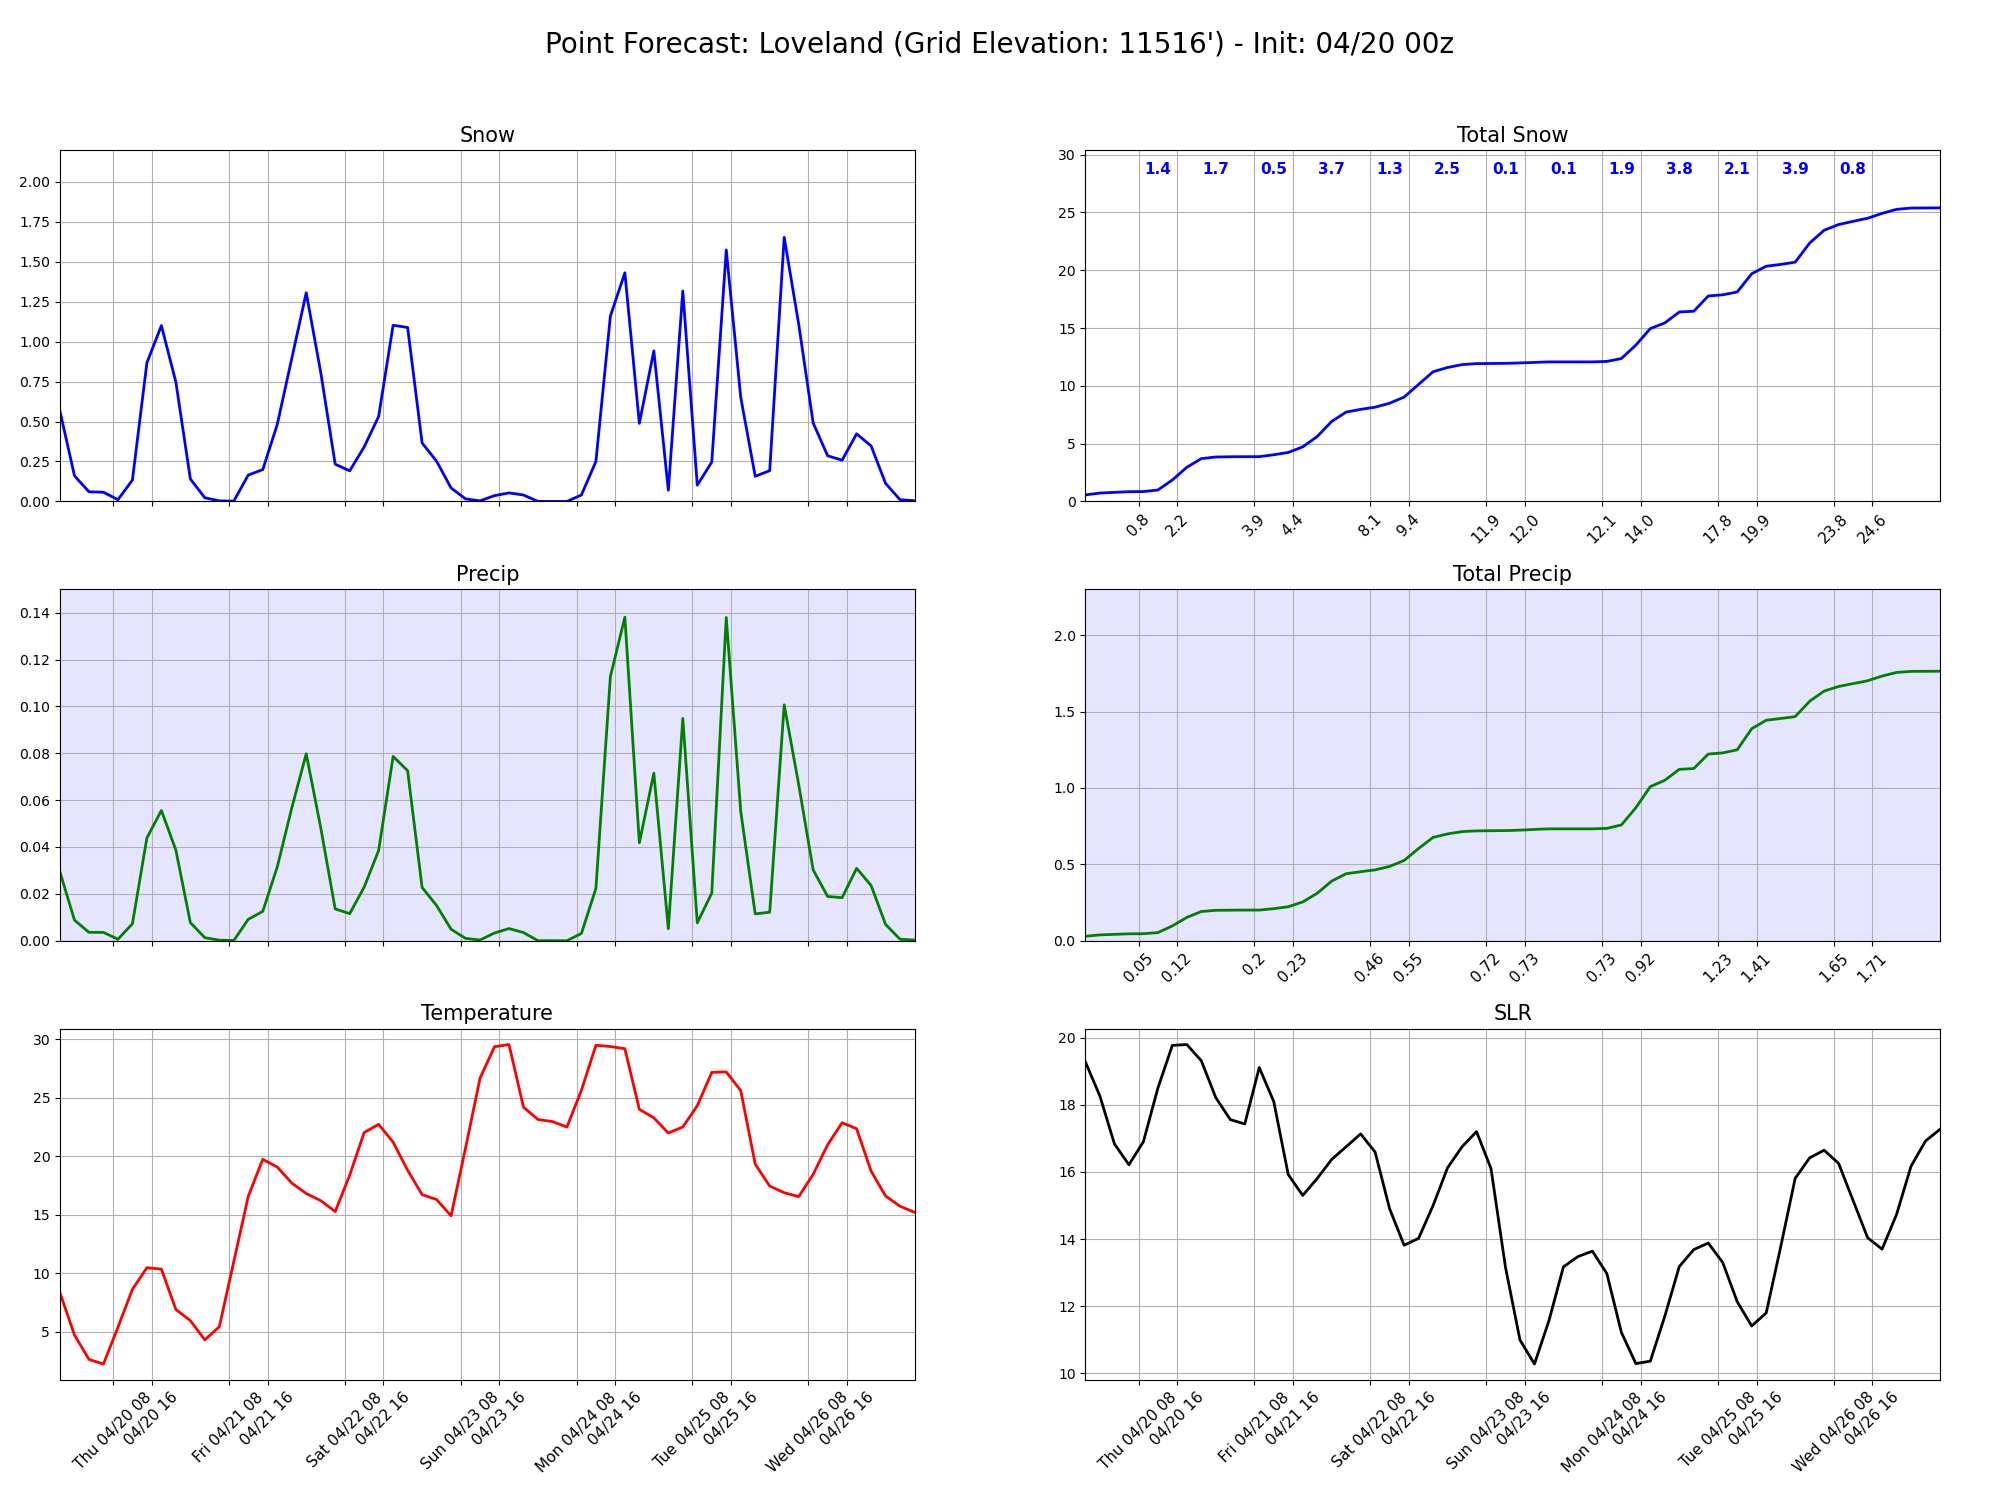 Point Forecast: Loveland (Grid Elevation: 11516') - Init: 04/20 00z
Snow
2.00
1.75
1.50
1.25
1.00
0.75
0.50
0.25
0.00
Total Snow
30
25
20
15
10
5
0
1.4 1.7 0.5 3.7 1.3 2.5 0.1 0.1 1.9 3.8 2.1 3.9 0.8
0.8 2.2 3.9 4.4 8.1 9.4 11.9 12.0 12.1 14.0 17.8 19.9 23.8 24.6
Precip
0.14
0.12
0.10
0.08
0.06
0.04
0.02
0.00
Total Precip
2.0
1.5
1.0
0.5
0.0
0.05 0.12 0.2 0.23 0.46 0.55 0.72 0.73 0.73 0.92 1.23 1.41 1.65 1.71
Temperature
30
25
20
15
10
5
Thu 04/20 08
04/20 16
Fri 04/21 08
04/21 16
Sat 04/22 08
04/22 16
Sun 04/23 08
04/23 16
Mon 04/24 08
04/24 16
Tue 04/25 08
04/25 16
Wed 04/26 08
04/26 16
SLR
20
18
16
14
12
10
Thu 04/20 08
04/20 16
Fri 04/21 08
04/21 16
Sat 04/22 08
04/22 16
Sun 04/23 08
04/23 16
Mon 04/24 08
04/24 16
Tue 04/25 08
04/25 16
Wed 04/26 08
04/26 16